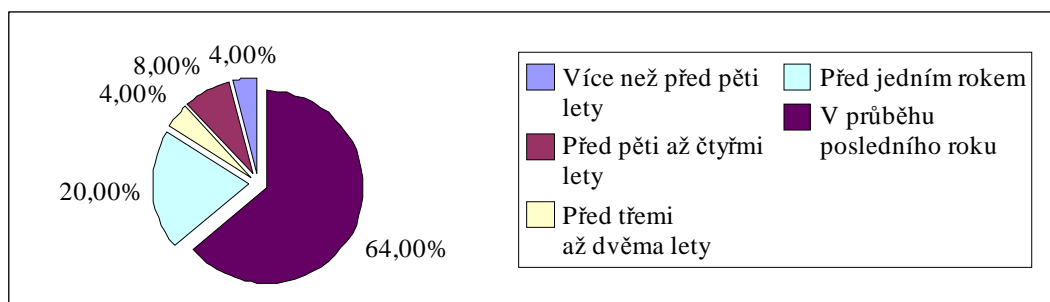 4,00%
8,00%
4,00%
20,00%
64,00%
Více než před pěti
lety
Před pěti až čtyřmi
lety
Před třemi
až dvěma lety
Před jedním rokem
V průběhu
posledního roku